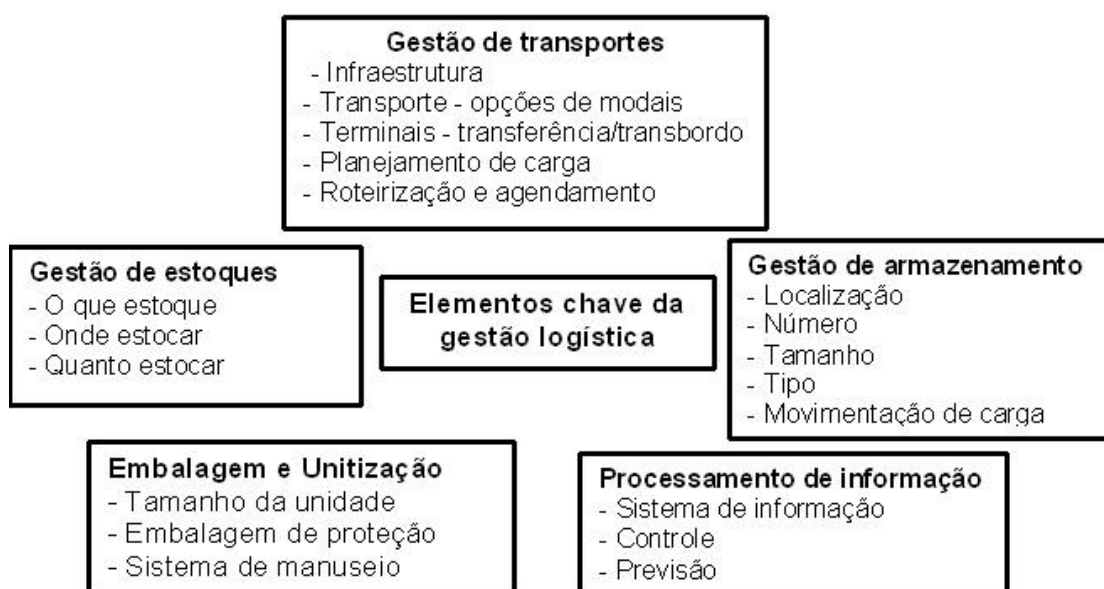 Gestão de transportes
- Infraestrutura
- Transporte - opções de modais
- Terminais - transferência/transbordo
- Planejamento de carga
- Roteirização e agendamento
Gestão de estoques
- O que estoque
- Onde estocar
- Quanto estocar
Elementos chave da
gestão logística
Gestão de armazenamento
- Localização
- Número
- Tamanho
- Tipo
- Movimentação de carga
Embalagem e Unitização
- Tamanho da unidade
- Embalagem de proteção
- Sistema de manuseio
Processamento de informação
- Sistema de informação
- Controle
- Previsão